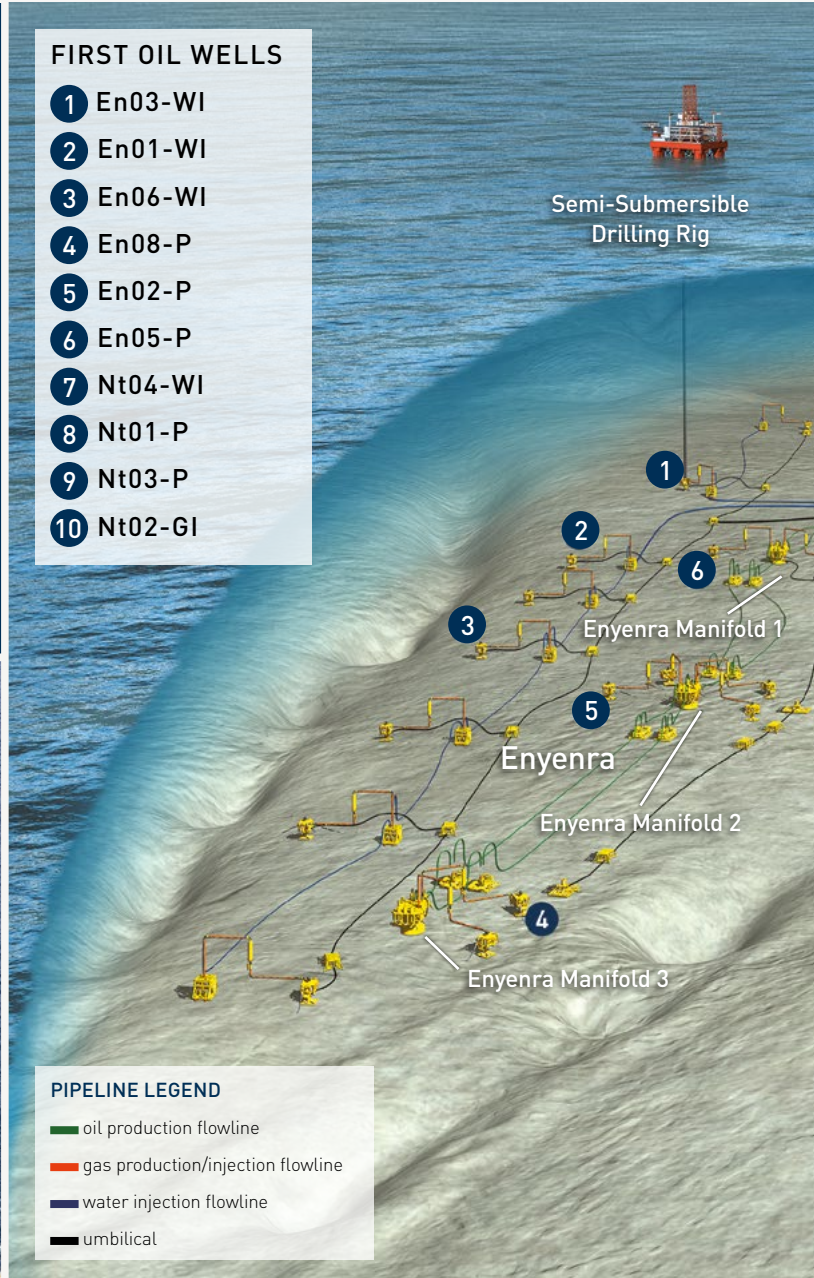 FIRST OIL WELLS
1 En03-WI
2 En01-WI
3 En06-WI
4 En08-P
5 En02-P
6 En05-P
7 Nt04-WI
8 Nt01-P
9 Nt03-P
10 Nt02-GI
Semi-Submersible
Drilling Rig
1
2
6
3
Enyenra Manifold 1
5
Enyenra
Enyenra Manifold 2
4
Enyenra Manifold 3
PIPELINE LEGEND
oil production flowline
gas production/injection flowline
water injection flowline
umbilical